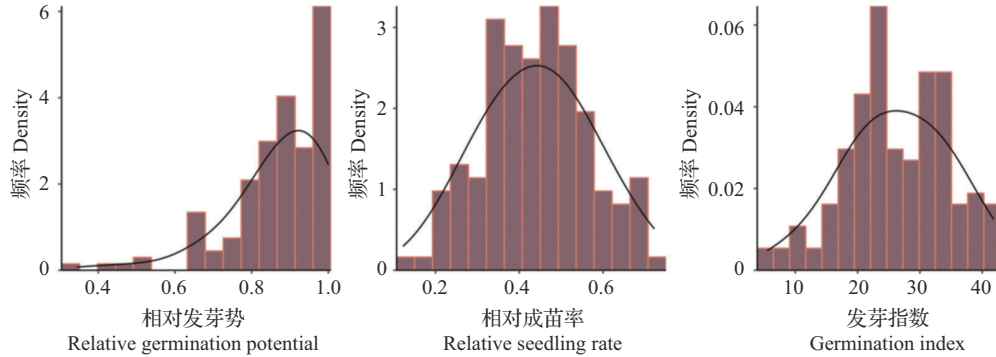 频率 Density
6
4
2
0
0.4 0.6 0.8 1.0
相对发芽势
Relative germination potential
频率 Density
3
2
1
0
0.2 0.4 0.6
相对成苗率
Relative seedling rate
频率 Density
0.06
0.04
0.02
0
10 20 30 40
发芽指数
Germination index